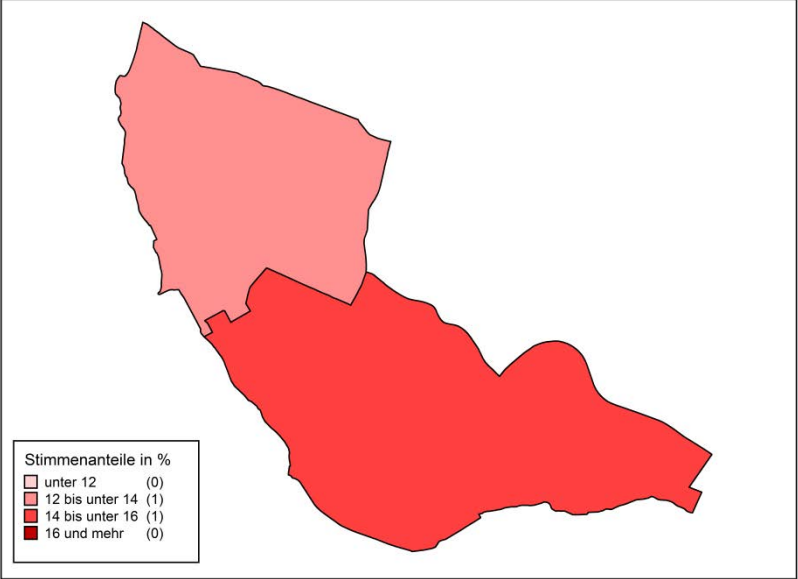 Stimmenanteile in %
unter 12 (0)
12 bis unter 14 (1)
14 bis unter 16 (1)
16 und mehr (0)